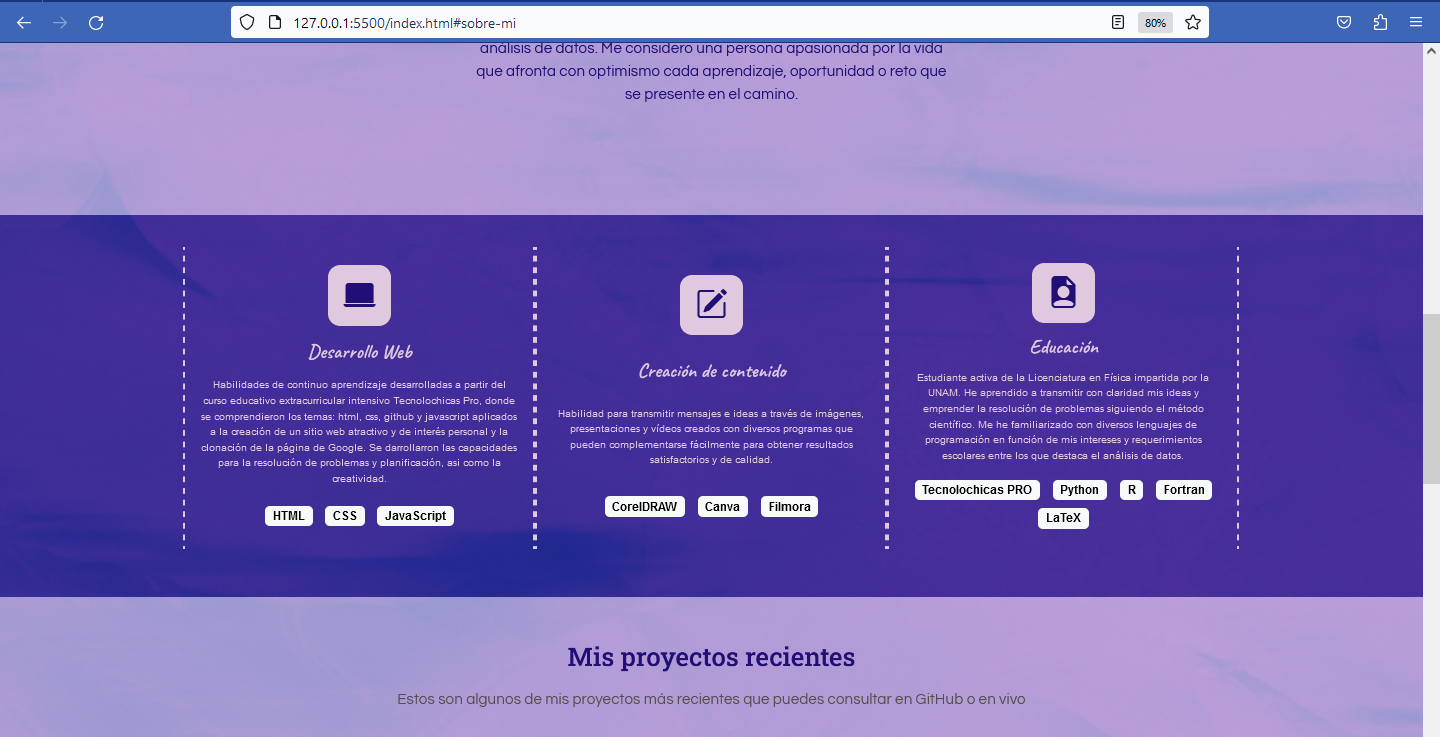 127.0.0.1:5500/index.html#sobre-mi
80%
análisis de datos. Me considero una persona apasionada por la vida
que afronta con optimismo cada aprendizaje, oportunidad o reto que
se presente en el camino.
Desarrollo Web
Habilidades de continuo aprendizaje desarrolladas a partir del
curso educativo extracurricular intensivo Tecnolochicas Pro, donde
se comprendieron los temas: html, css, github y javascript aplicados
a la creación de un sitio web atractivo y de interés personal y la
clonación de la página de Google. Se darrollaron las capacidades
para la resolución de problemas y planificación, asi como la
creatividad.
HTML CSS JavaScript
Creación de contenido
Habilidad para transmitir mensajes e ideas a través de imágenes,
presentaciones y vídeos creados con diversos programas que
pueden complementarse fácilmente para obtener resultados
satisfactorios y de calidad.
CorelDRAW Canva Filmora
Educación
Estudiante activa de la Licenciatura en Física impartida por la
UNAM. He aprendido a transmitir con claridad mis ideas y
emprender la resolución de problemas siguiendo el método
científico. Me he familiarizado con diversos lenguajes de
programación en función de mis intereses y requerimientos
escolares entre los que destaca el análisis de datos.
Tecnolochicas PRO Python R Fortran
LaTeX
Mis proyectos recientes
Estos son algunos de mis proyectos más recientes que puedes consultar en GitHub o en vivo